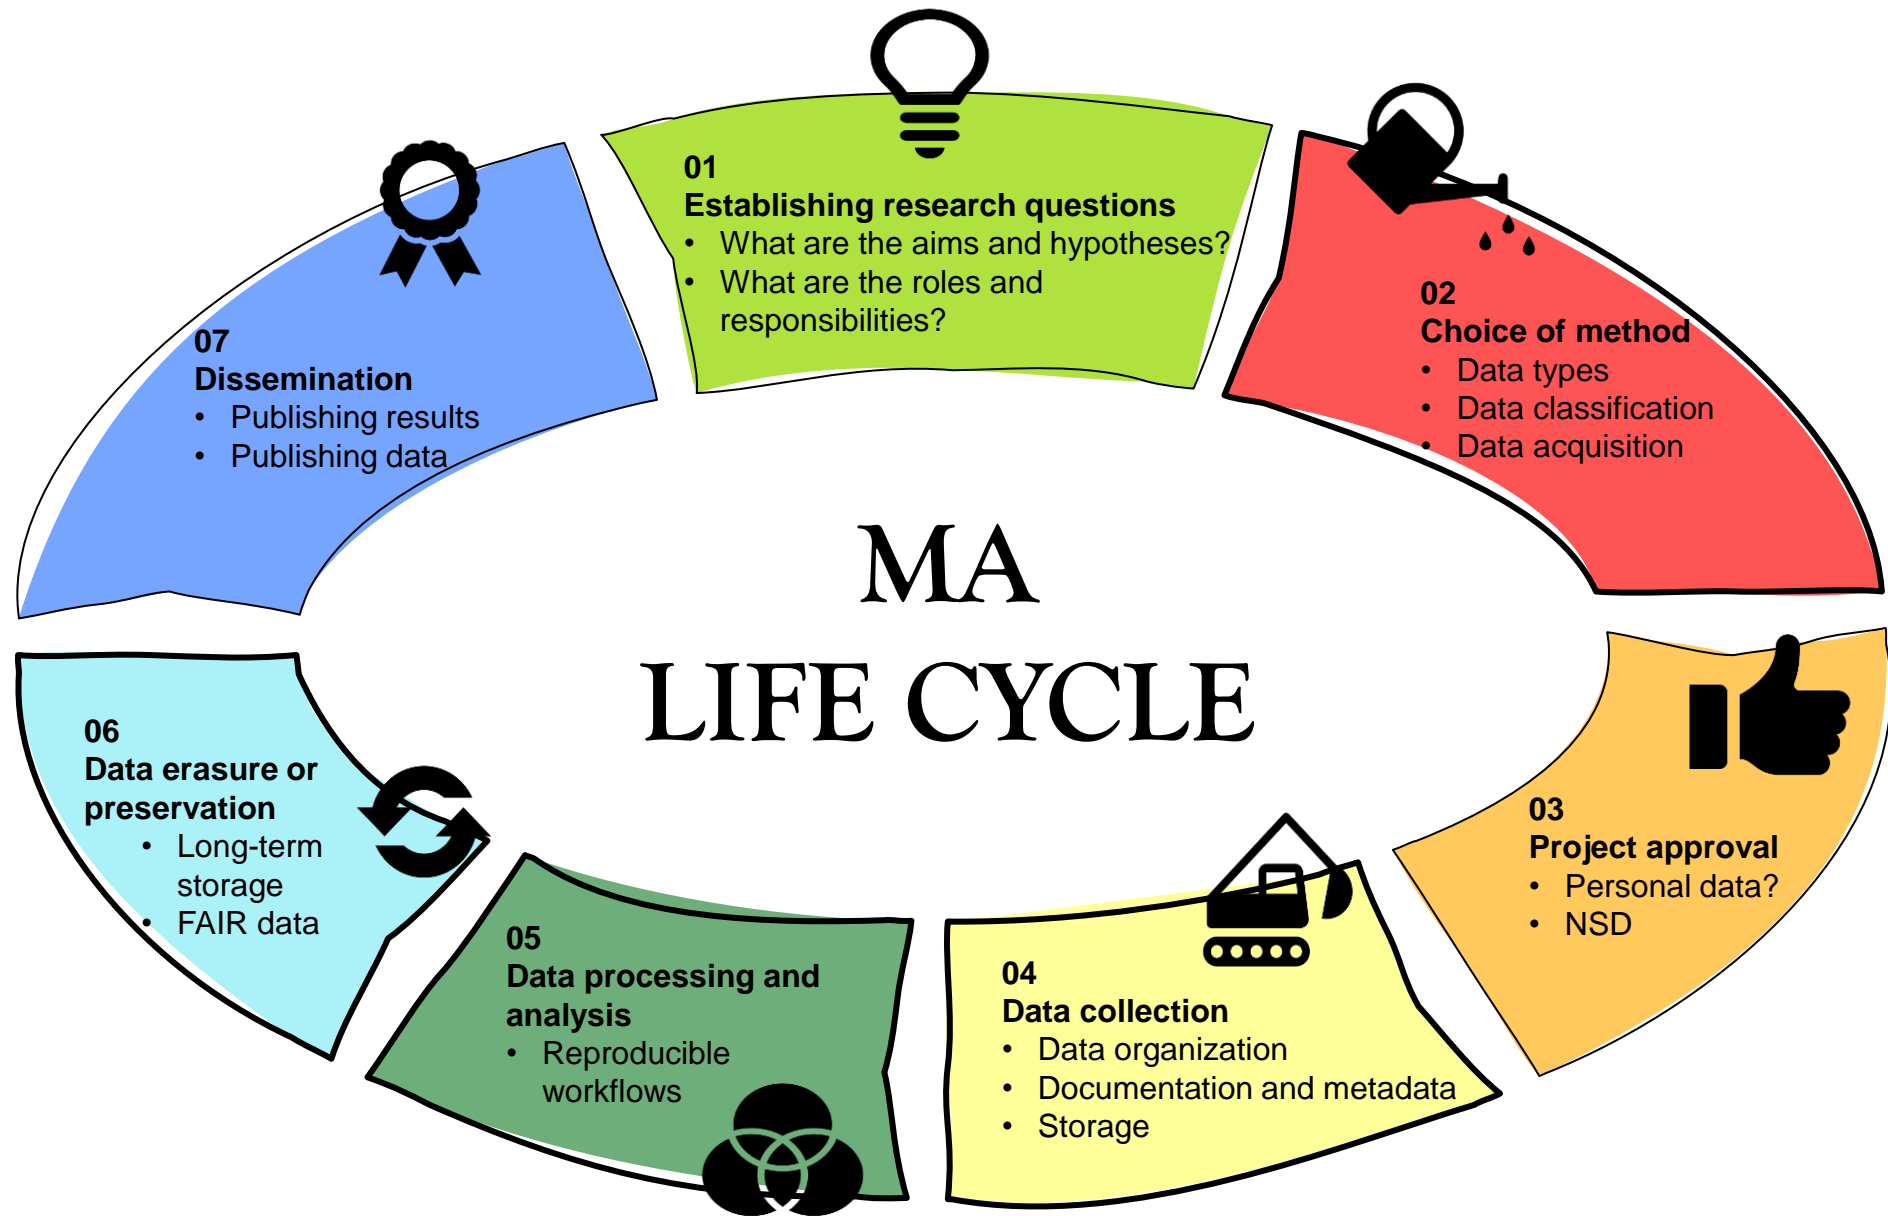 MA
LIFE CYCLE
01
Establishing research questions
• What are the aims and hypotheses?
• What are the roles and
responsibilities?
02
Choice of method
• Data types
• Data classification
• Data acquisition
03
Project approval
• Personal data?
• NSD
04
Data collection
• Data organization
• Documentation and metadata
• Storage
05
Data processing and
analysis
• Reproducible
workflows
06
Data erasure or
preservation
• Long-term
storage
• FAIR data
07
Dissemination
• Publishing results
• Publishing data